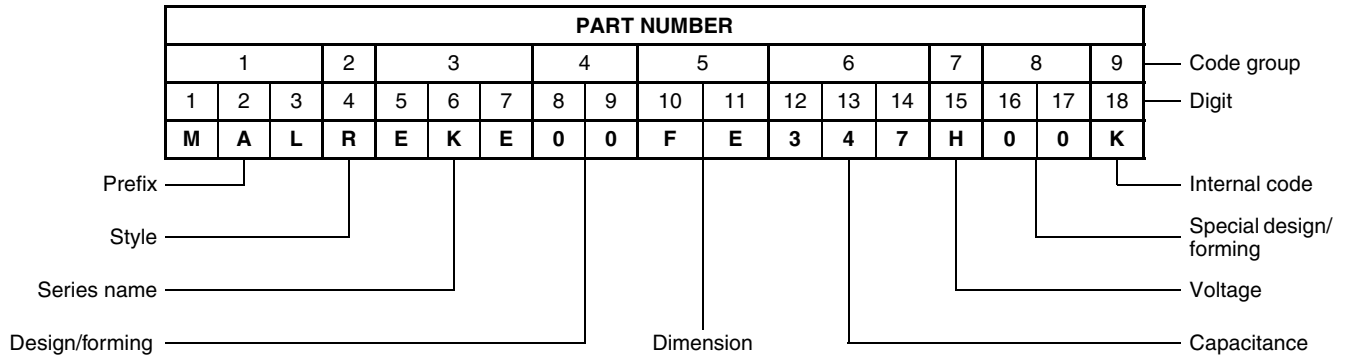 PART NUMBER
1 2 3 4 5 6 7 8 9 Code group
1 2 3 4 5 6 7 8 9 10 11 12 13 14 15 16 17 18 Digit
M A L R E K E 0 0 F E 3 4 7 H 0 0 K
Prefix Internal code
Style Special design/
forming
Series name Voltage
Design/forming Dimension Capacitance